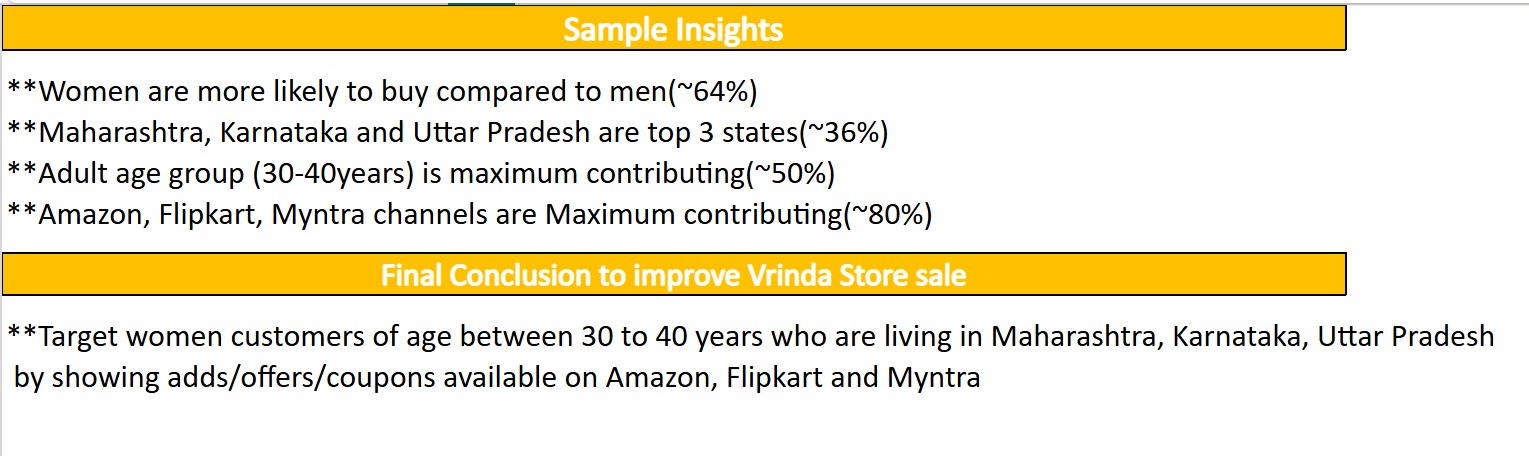 Sample Insights
**Women are more likely to buy compared to men(~64%)
**Maharashtra, Karnataka and Uttar Pradesh are top 3 states(~36%)
**Adult age group (30-40years) is maximum contributing(~50%)
**Amazon, Flipkart, Myntra channels are Maximum contributing(~80%)
Final Conclusion to improve Vrinda Store sale
**Target women customers of age between 30 to 40 years who are living in Maharashtra, Karnataka, Uttar Pradesh
by showing adds/offers/coupons available on Amazon, Flipkart and Myntra